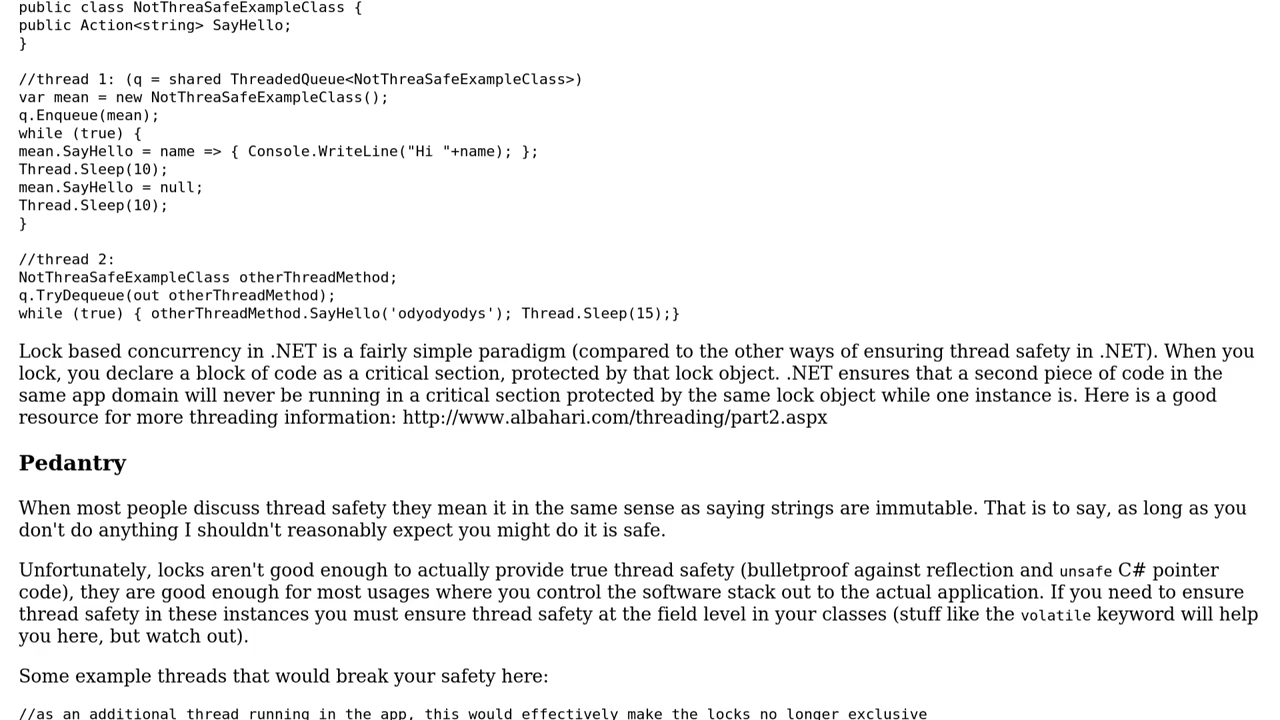 public class NotThreaSafeExampleClass {
public Action<string> SayHello;
}
//thread 1: (q = shared ThreadedQueue<NotThreaSafeExampleClass>)
var mean = new NotThreaSafeExampleClass();
q.Enqueue(mean);
while (true) {
mean.SayHello = name => { Console.WriteLine("Hi "+name); };
Thread.Sleep(10);
mean.SayHello = null;
Thread.Sleep(10);
}
//thread 2:
NotThreaSafeExampleClass otherThreadMethod;
q.TryDequeue(out otherThreadMethod);
while (true) { otherThreadMethod.SayHello('odyodyodys'); Thread.Sleep(15);}
Lock based concurrency in .NET is a fairly simple paradigm (compared to the other ways of ensuring thread safety in .NET). When you
lock, you declare a block of code as a critical section, protected by that lock object. .NET ensures that a second piece of code in the
same app domain will never be running in a critical section protected by the same lock object while one instance is. Here is a good
resource for more threading information: http://www.albahari.com/threading/part2.aspx
Pedantry
When most people discuss thread safety they mean it in the same sense as saying strings are immutable. That is to say, as long as you
don't do anything I shouldn't reasonably expect you might do it is safe.
Unfortunately, locks aren't good enough to actually provide true thread safety (bulletproof against reflection and unsafe C# pointer
code), they are good enough for most usages where you control the software stack out to the actual application. If you need to ensure
thread safety in these instances you must ensure thread safety at the field level in your classes (stuff like the volatile keyword will help
you here, but watch out).
Some example threads that would break your safety here:
//as an additional thread running in the app, this would effectively make the locks no longer exclusive